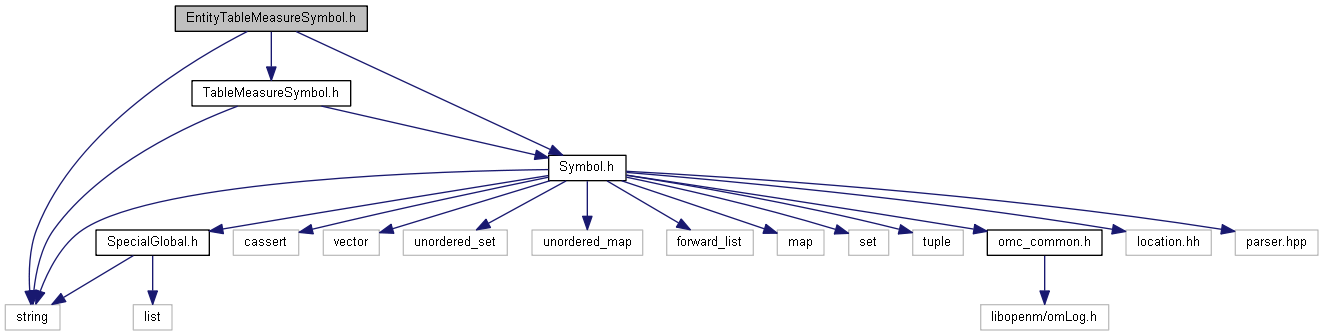 EntityTableMeasureSymbol.h
TableMeasureSymbol.h
Symbol.h
SpecialGlobal.h
cassert
vector
unordered_set
unordered_map
forward_list
map
set
tuple
omc_common.h
location.hh
parser.hpp
string
list
libopenm/omLog.h